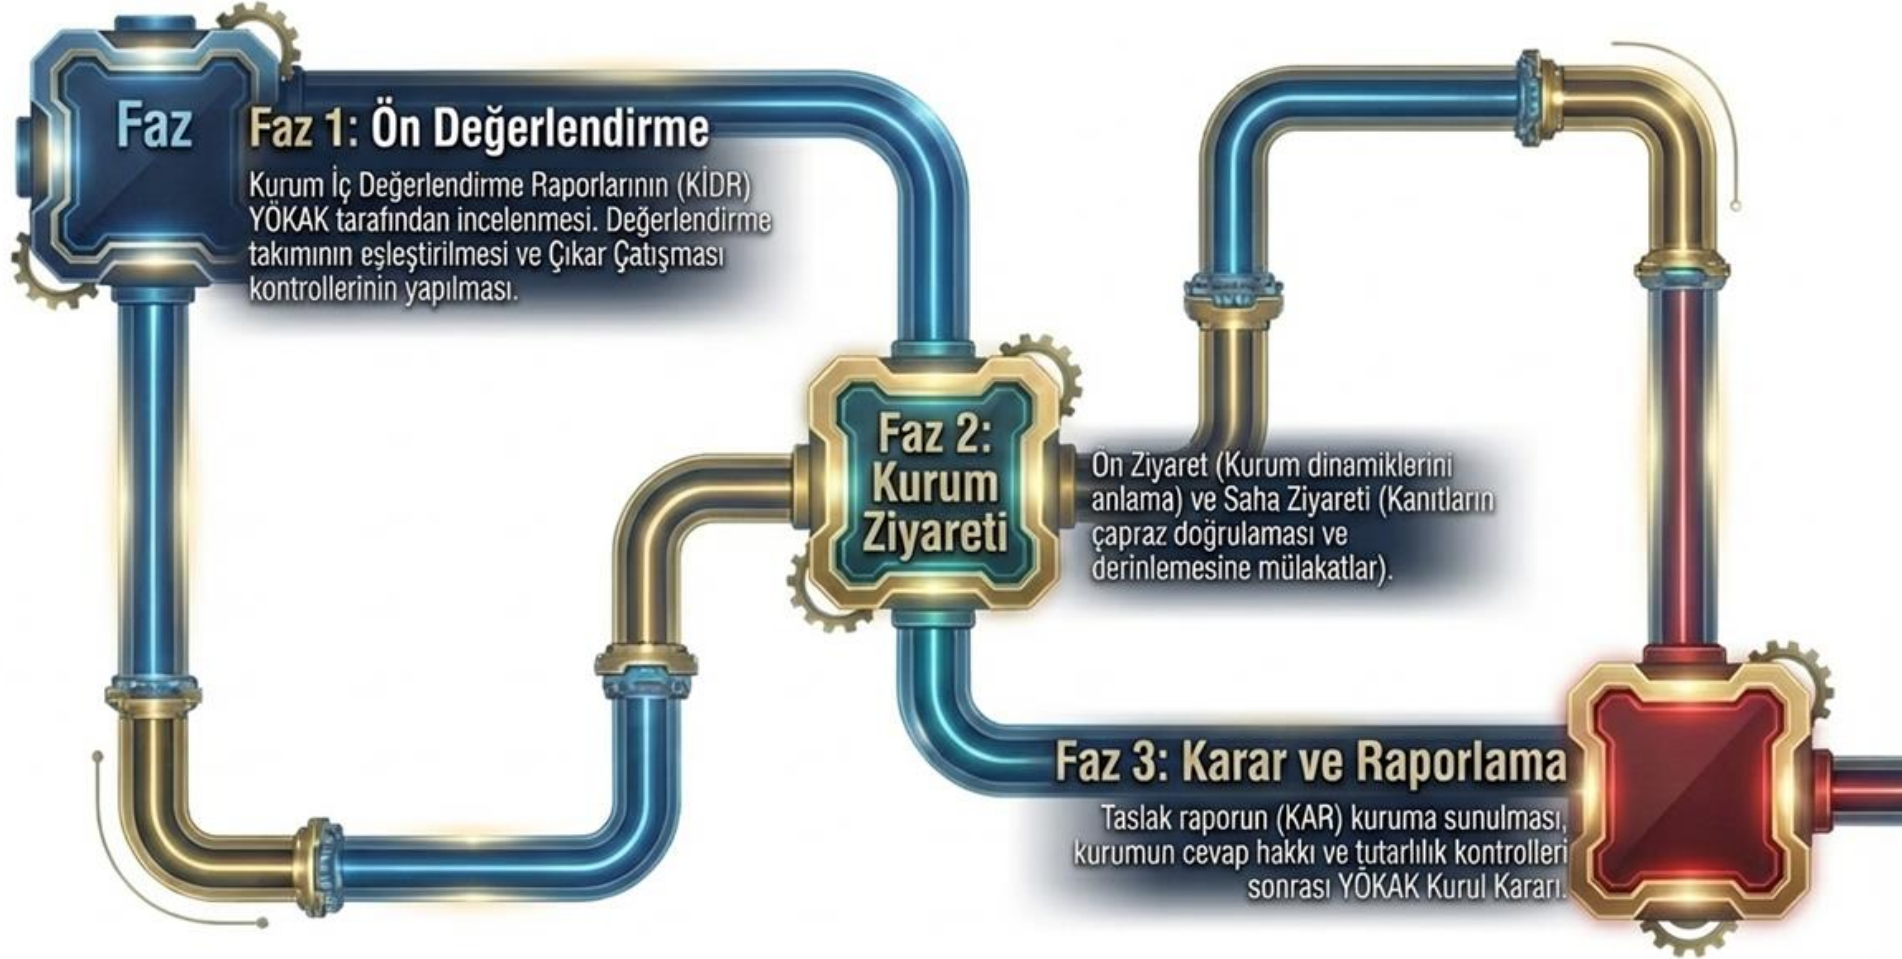 Faz
Faz 1: Ön Değerlendirme
Kurum İç Değerlendirme Raporlarının (KİDR)
YÖKAK tarafından incelenmesi. Değerlendirme
takımının eşleştirilmesi ve Çıkar Çatışması
kontrollerinin yapılması.
Faz 2:
Kurum
Ziyareti
Ön Ziyaret (Kurum dinamiklerini
anlama) ve Saha Ziyareti (Kanıtların
çapraz doğrulaması ve
derinlemesine mülakatlar).
Faz 3: Karar ve Raporlama
Taslak raporun (KAR) kuruma sunulması,
kurumun cevap hakkı ve tutarlılık kontrolleri
sonrası YÖKAK Kurul Kararı.